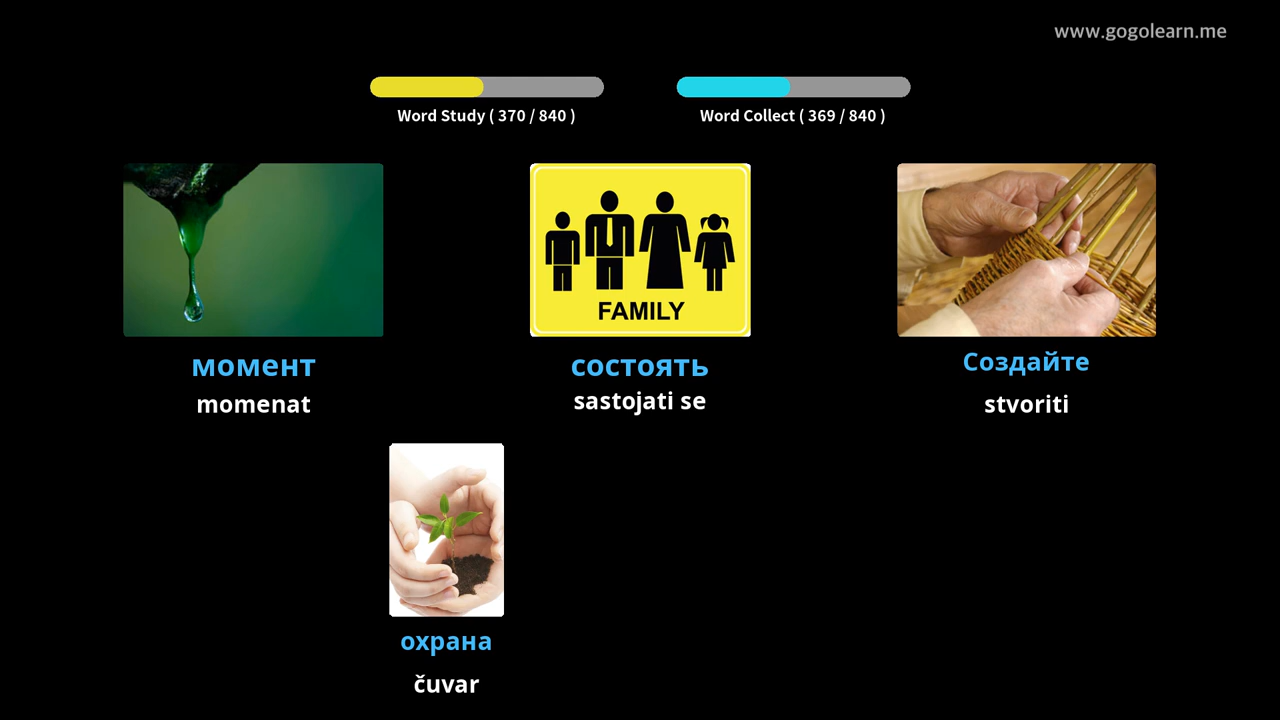 www.gogolearn.me
Word Study ( 370 / 840 )
Word Collect ( 369 / 840 )
FAMILY
момент
состоять
Создайте
momenat
sastojati se
stvoriti
охрана
čuvar